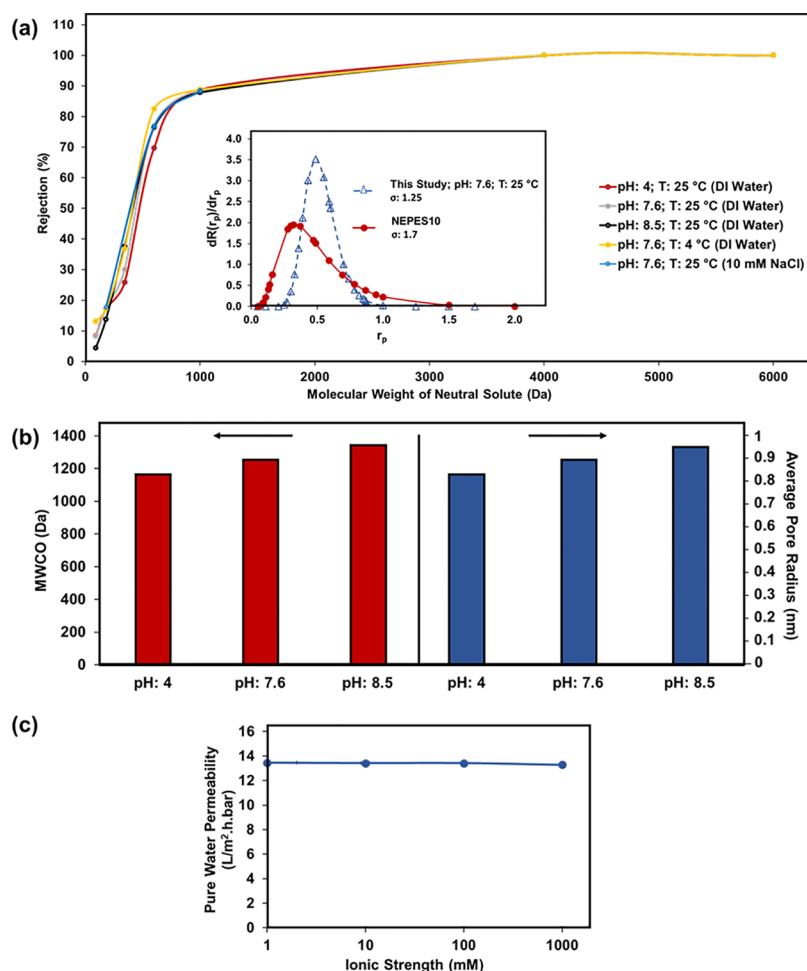 (a)
110
100
90
80
70
60
50
40
30
20
10
0
Rejection (%)
0
1000
2000
3000
4000
5000
6000
Molecular Weight of Neutral Solute (Da)
4.0
3.5
3.0
2.5
2.0
1.5
1.0
0.5
0.0
dR(rp)/drp
0.0
0.5
1.0
1.5
2.0
rp
This Study; pH: 7.6; T: 25 °C
σ: 1.25
NEPES10
σ: 1.7
pH: 4; T: 25 °C (DI Water)
pH: 7.6; T: 25 °C (DI Water)
pH: 8.5; T: 25 °C (DI Water)
pH: 7.6; T: 4 °C (DI Water)
pH: 7.6; T: 25 °C (10 mM NaCl)
(b)
1400
1200
1000
800
600
400
200
0
MWCO (Da)
pH: 4
pH: 7.6
pH: 8.5
pH: 4
pH: 7.6
pH: 8.5
1
0.9
0.8
0.7
0.6
0.5
0.4
0.3
0.2
0.1
0
Average Pore Radius (nm)
(c)
16
14
12
10
8
6
4
2
0
Pure Water Permeability
(L/m².h.bar)
1
10
100
1000
Ionic Strength (mM)